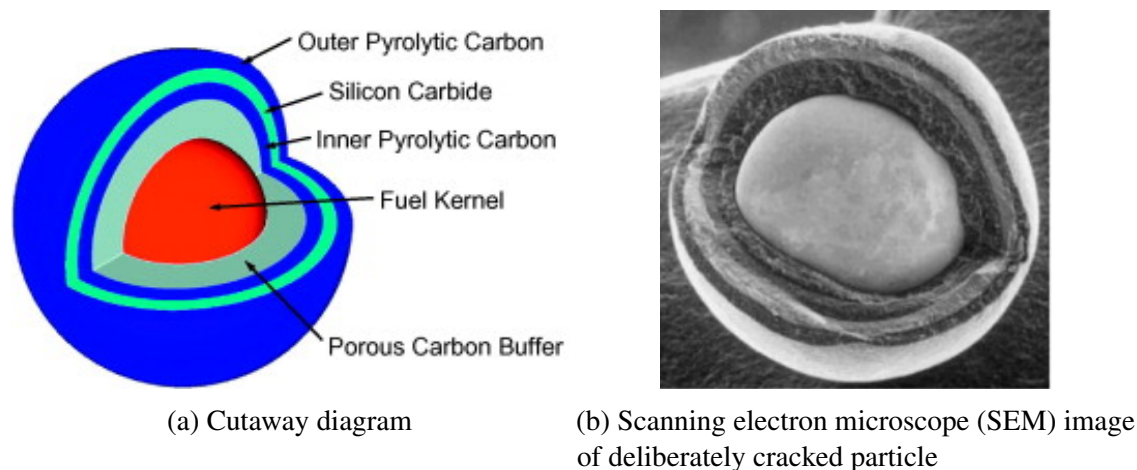 Outer Pyrolytic Carbon
Silicon Carbide
Inner Pyrolytic Carbon
Fuel Kernel
Porous Carbon Buffer
(a) Cutaway diagram
(b) Scanning electron microscope (SEM) image
of deliberately cracked particle